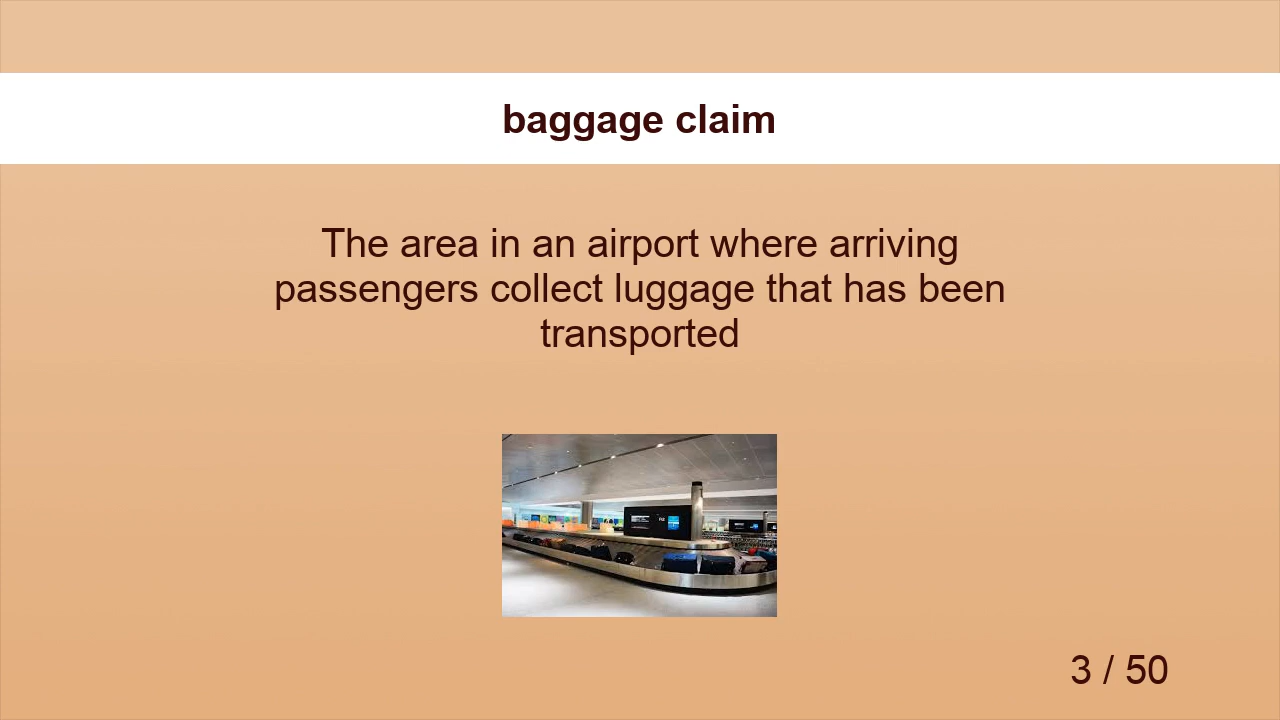 baggage claim
The area in an airport where arriving
passengers collect luggage that has been
transported
3 / 50